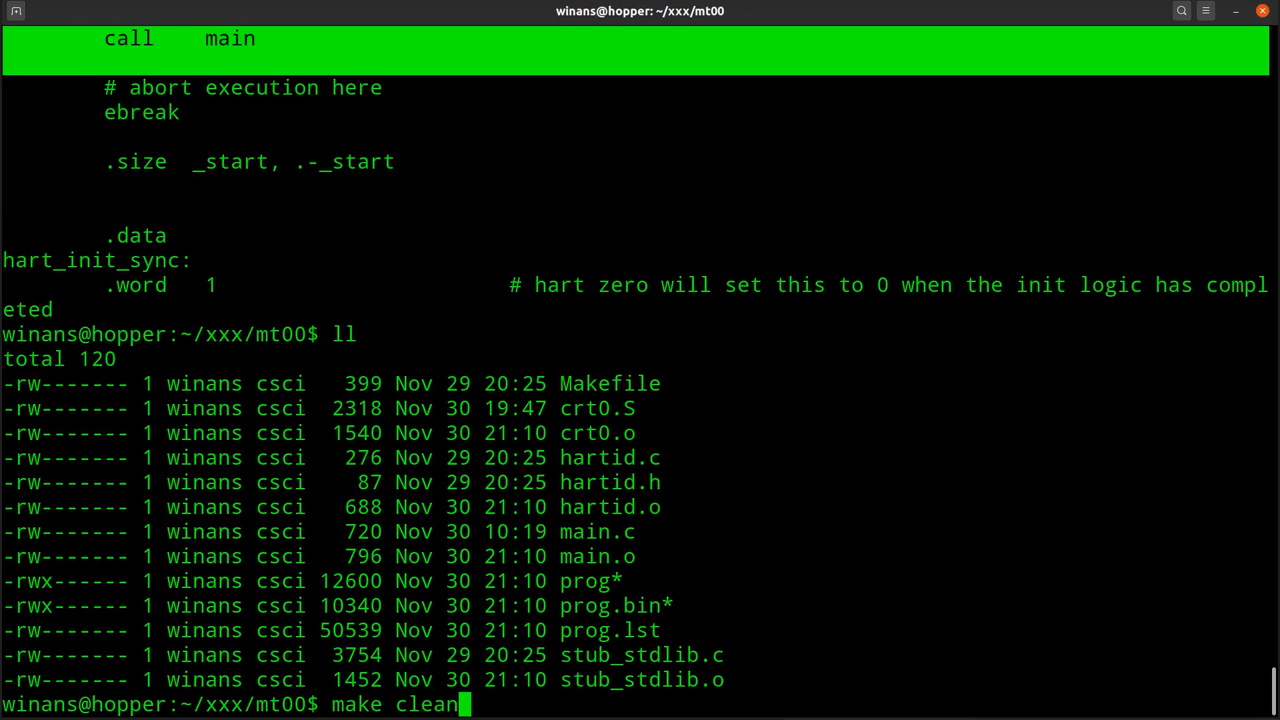 winans@hopper: ~/xxx/mt00
call    main
# abort execution here
ebreak
.size   _start, .-_start
.data
hart_init_sync:
.word   1                       # hart zero will set this to 0 when the init logic has compl
eted
winans@hopper:~/xxx/mt00$ ll
total 120
-rw------- 1 winans csci   399 Nov 29 20:25 Makefile
-rw------- 1 winans csci  2318 Nov 30 19:47 crt0.S
-rw------- 1 winans csci  1540 Nov 30 21:10 crt0.o
-rw------- 1 winans csci   276 Nov 29 20:25 hartid.c
-rw------- 1 winans csci    87 Nov 29 20:25 hartid.h
-rw------- 1 winans csci   688 Nov 30 21:10 hartid.o
-rw------- 1 winans csci   720 Nov 30 10:19 main.c
-rw------- 1 winans csci   796 Nov 30 21:10 main.o
-rwx------ 1 winans csci 12600 Nov 30 21:10 prog*
-rwx------ 1 winans csci 10340 Nov 30 21:10 prog.bin*
-rw------- 1 winans csci 50539 Nov 30 21:10 prog.lst
-rw------- 1 winans csci  3754 Nov 29 20:25 stub_stdlib.c
-rw------- 1 winans csci  1452 Nov 30 21:10 stub_stdlib.o
winans@hopper:~/xxx/mt00$ make clean